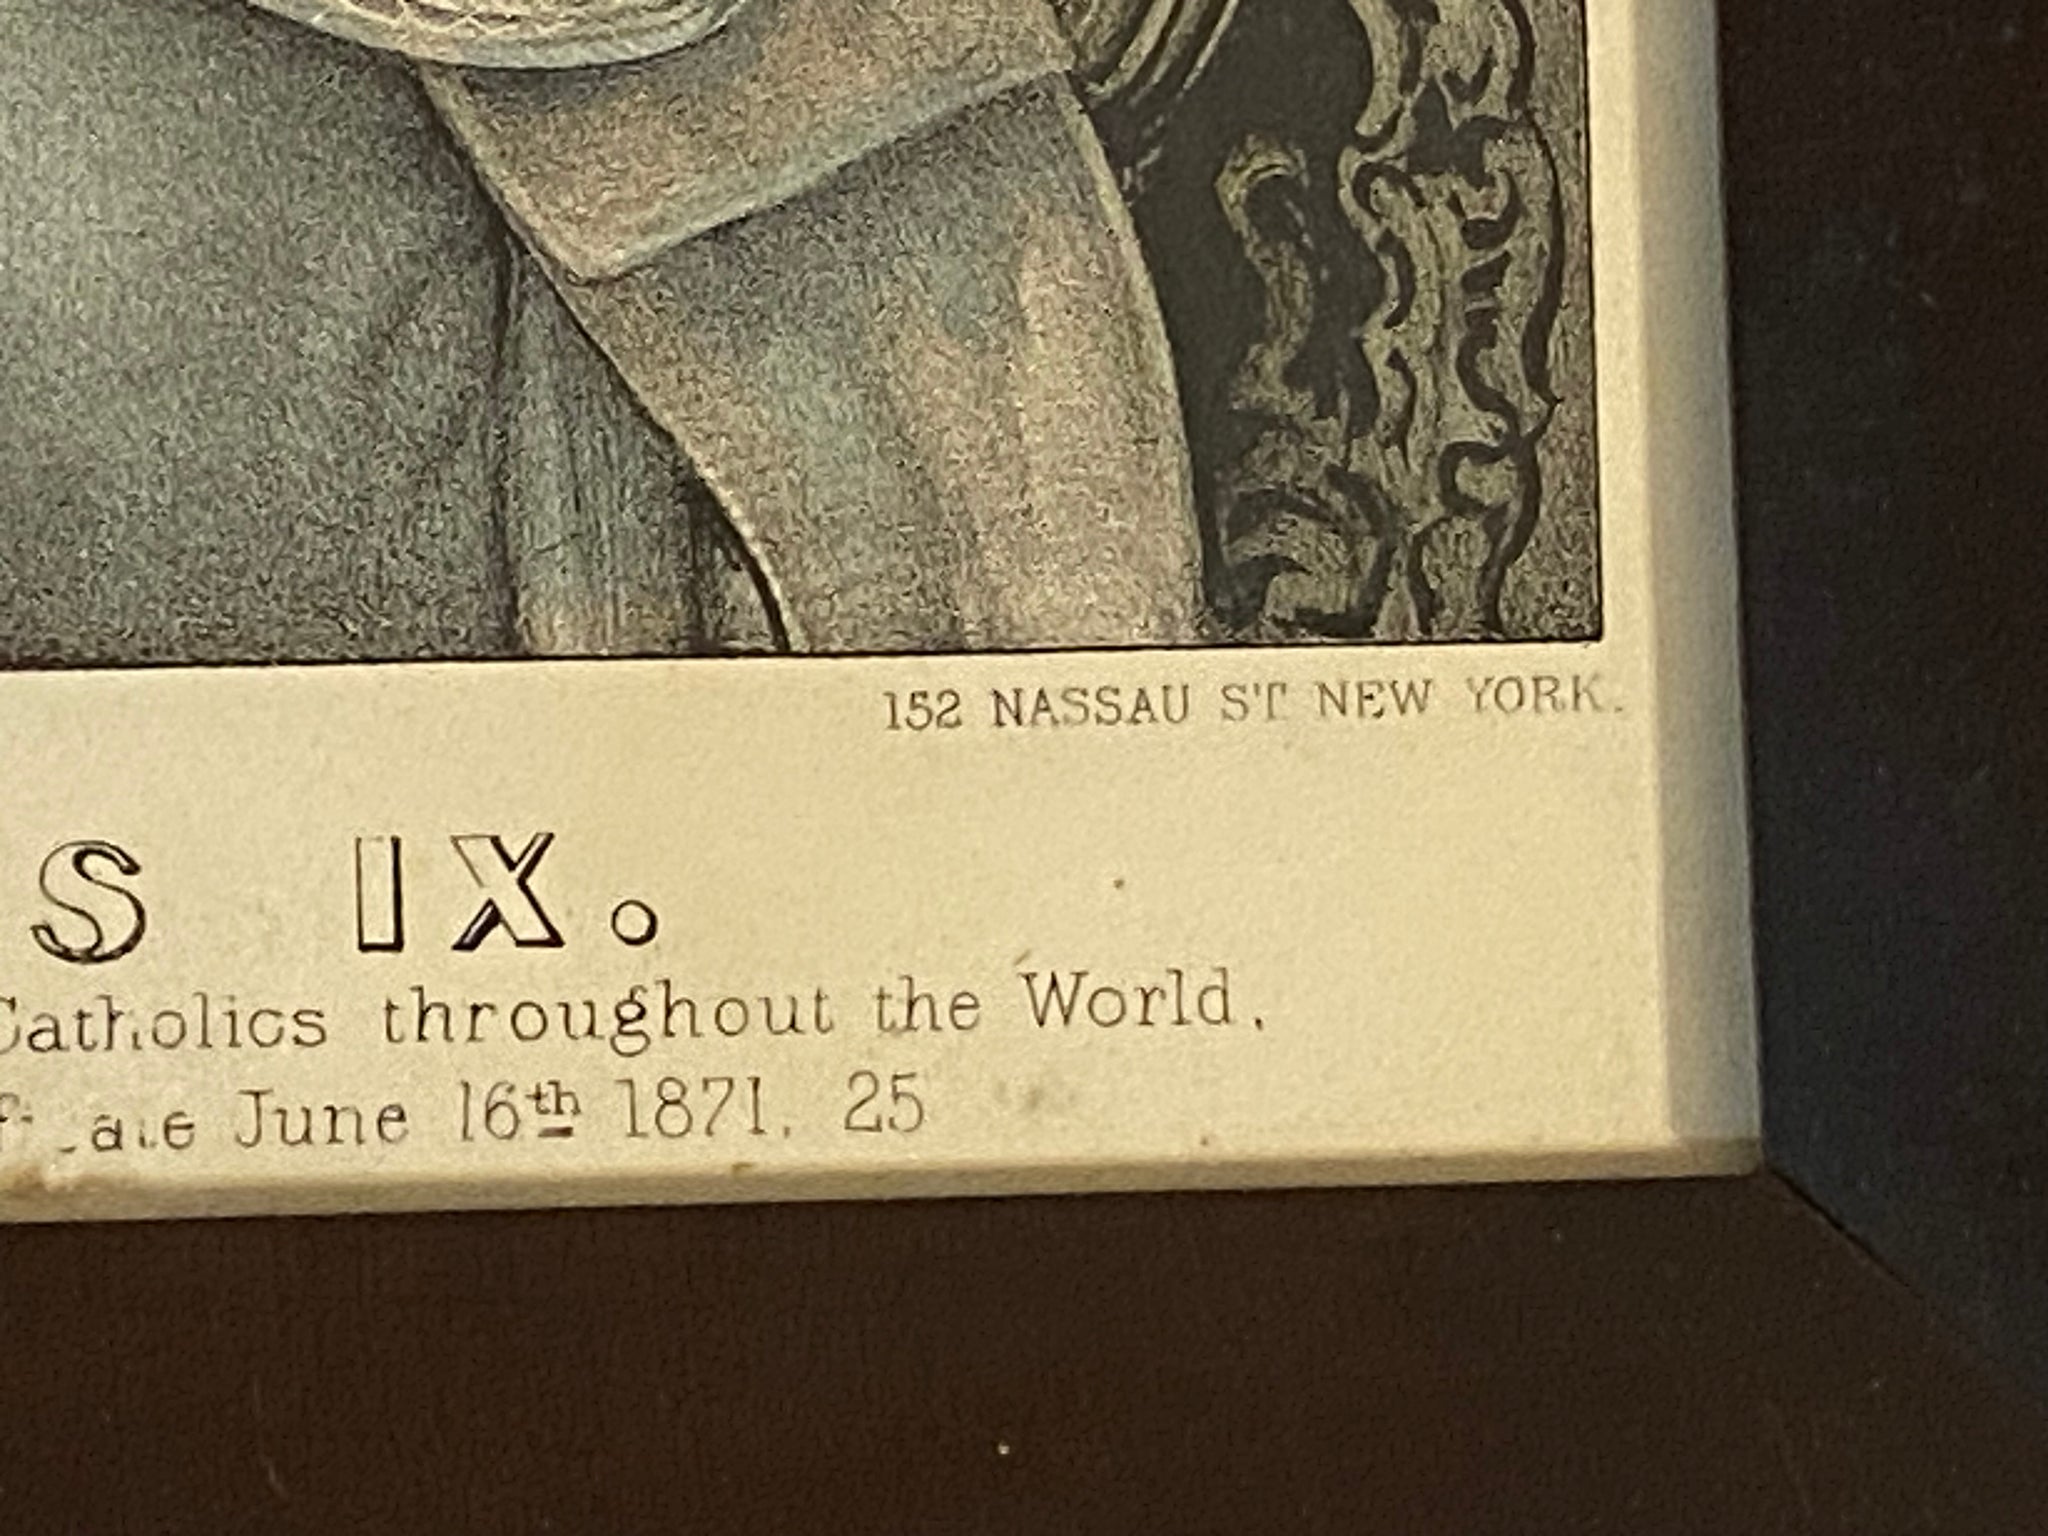 152 NASSAU ST NEW YORK.
S IX.
Catholics throughout the World.
June 16th 1871. 25